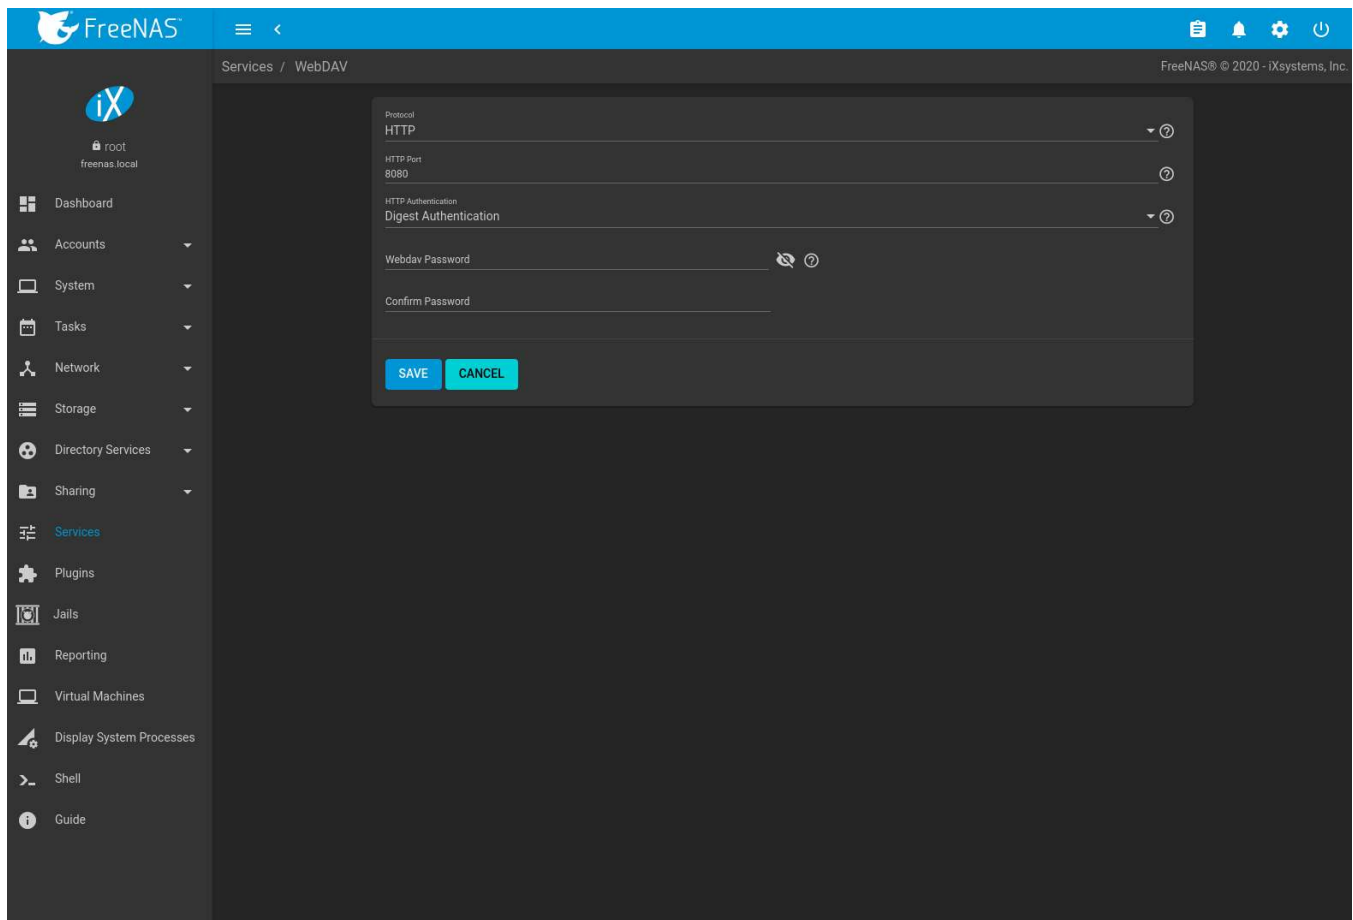 FreeNAS™
Services / WebDAV
FreeNAS® © 2020 - iXsystems, Inc.
iX
root
freenas.local
Dashboard
Accounts
System
Tasks
Network
Storage
Directory Services
Sharing
Services
Plugins
Jails
Reporting
Virtual Machines
Display System Processes
Shell
Guide
Protocol
HTTP
HTTP Port
8080
HTTP Authentication
Digest Authentication
Webdav Password
Confirm Password
SAVE CANCEL